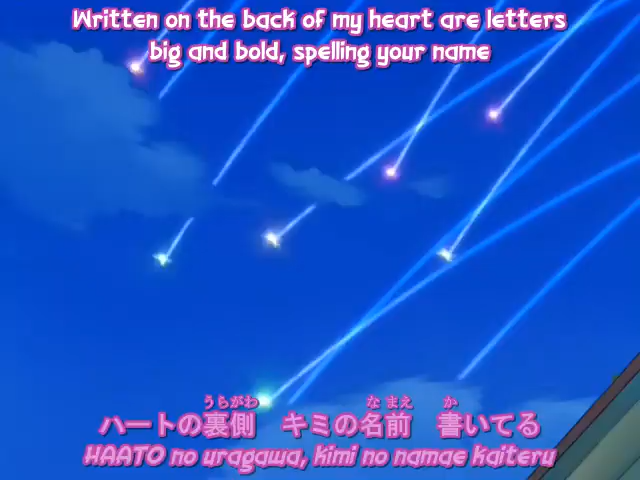 Written on the back of my heart are letters
big and bold, spelling your name
うらがわ なまえ か
ハートの裏側 キミの名前 書いてる
HAATO no uragawa, kimi no namae kaiteru